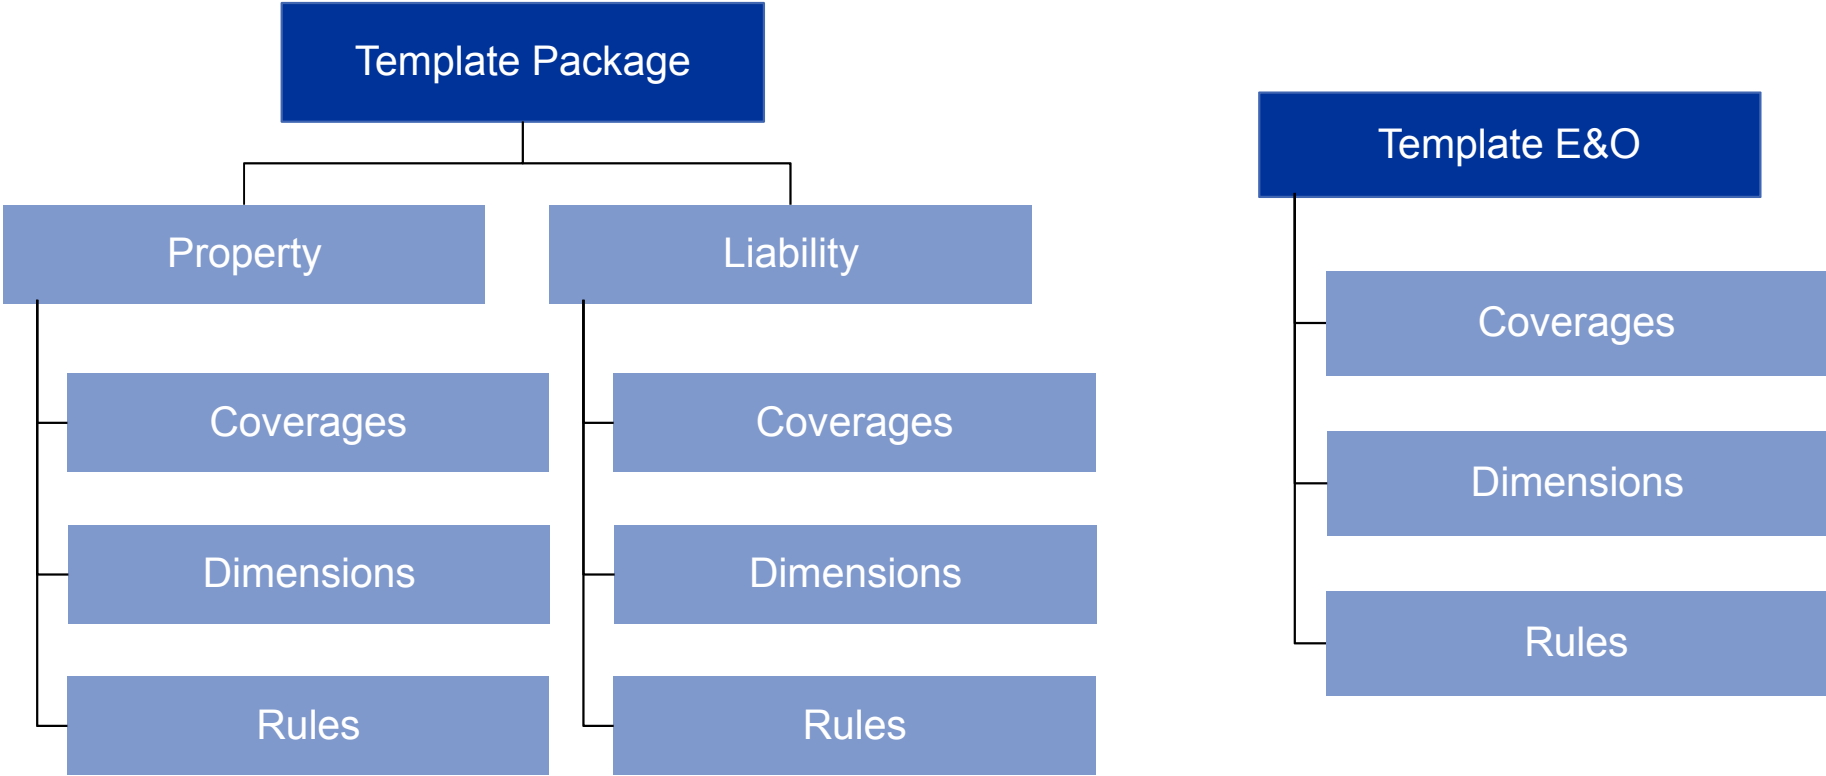 Template Package
Property
Liability
Coverages
Coverages
Dimensions
Dimensions
Rules
Rules
Template E&O
Coverages
Dimensions
Rules